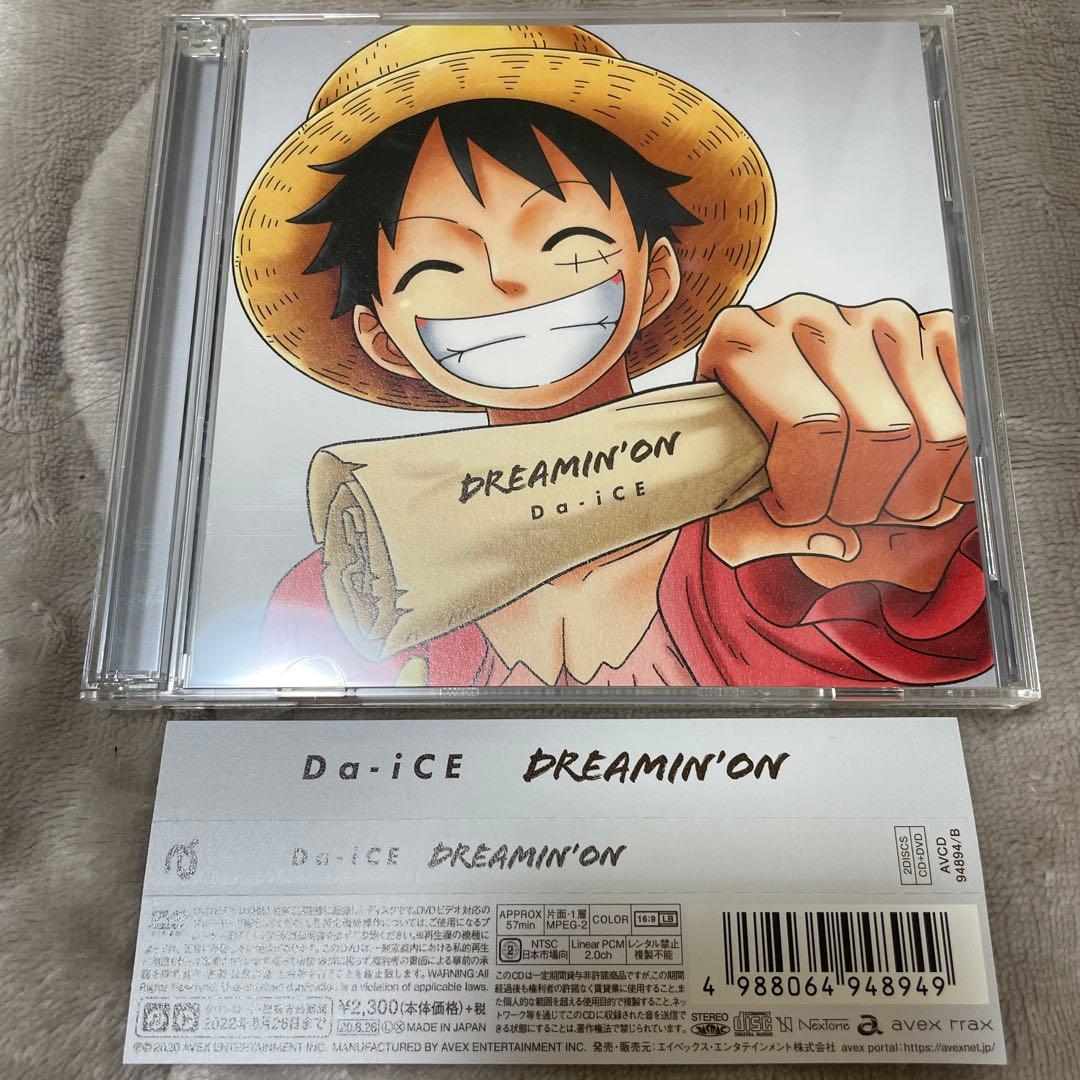 DREAMIN'ON
Da-iCE
Da-iCE DREAMIN'ON
Da-iCE DREAMIN'ON
2DISCS
CD+DVD
AVCD
94894/B
APPROX
57min
片面・1層
MPEG-2
COLOR
16:9 LB
2
NTSC
日本市場向
Linear PCM
2.0ch
レンタル禁止
複製不能
このCDは一定期間貸与非許諾商品ですが、この期間
経過後も権利者の許諾なく賃貸業に使用すること、ま
た個人的な範囲を超える使用目的で複製すること、ネッ
トワーク等を通じてこのCDに収録された音を送信で
きる状態にすることは、著作権法で禁じられています。
WARNING:All
of applicable laws.
¥2,300(本体価格)+税
20.8.26 Ⓛ Ⓧ MADE IN JAPAN
4 988064 948949
STEREO
COMPACT
disc
DIGITAL AUDIO
NexTone
avex trax
℗©2020 AVEX ENTERTAINMENT INC. MANUFACTURED BY AVEX ENTERTAINMENT INC. 発売・販売元:エイベックス・エンタテインメント株式会社 avex portal:https://avexnet.jp/